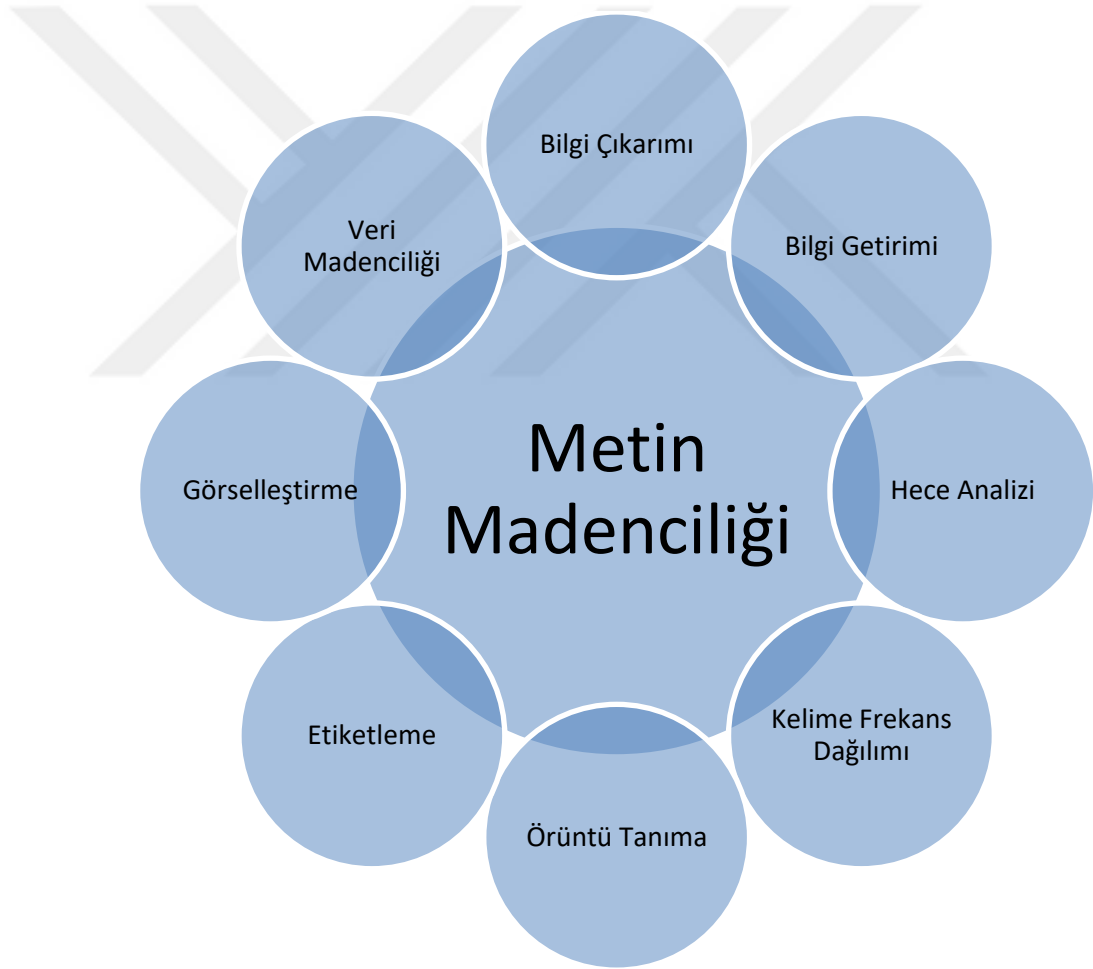 Bilgi Çıkarımı
Bilgi Getirimi
Hece Analizi
Kelime Frekans
Dağılımı
Örüntü Tanıma
Etiketleme
Görselleştirme
Veri
Madenciliği
Metin
Madenciliği